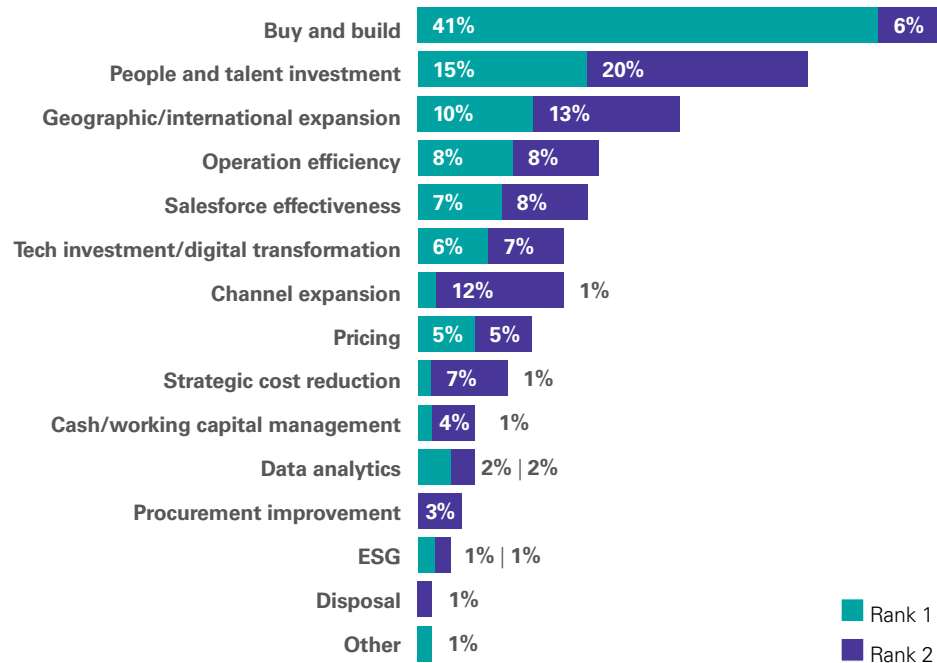 Buy and build 41% 6%
People and talent investment 15% 20%
Geographic/international expansion 10% 13%
Operation efficiency 8% 8%
Salesforce effectiveness 7% 8%
Tech investment/digital transformation 6% 7%
Channel expansion 12% 1%
Pricing 5% 5%
Strategic cost reduction 7% 1%
Cash/working capital management 4% 1%
Data analytics 2% | 2%
Procurement improvement 3%
ESG 1% | 1%
Disposal 1%
Other 1%
Rank 1
Rank 2